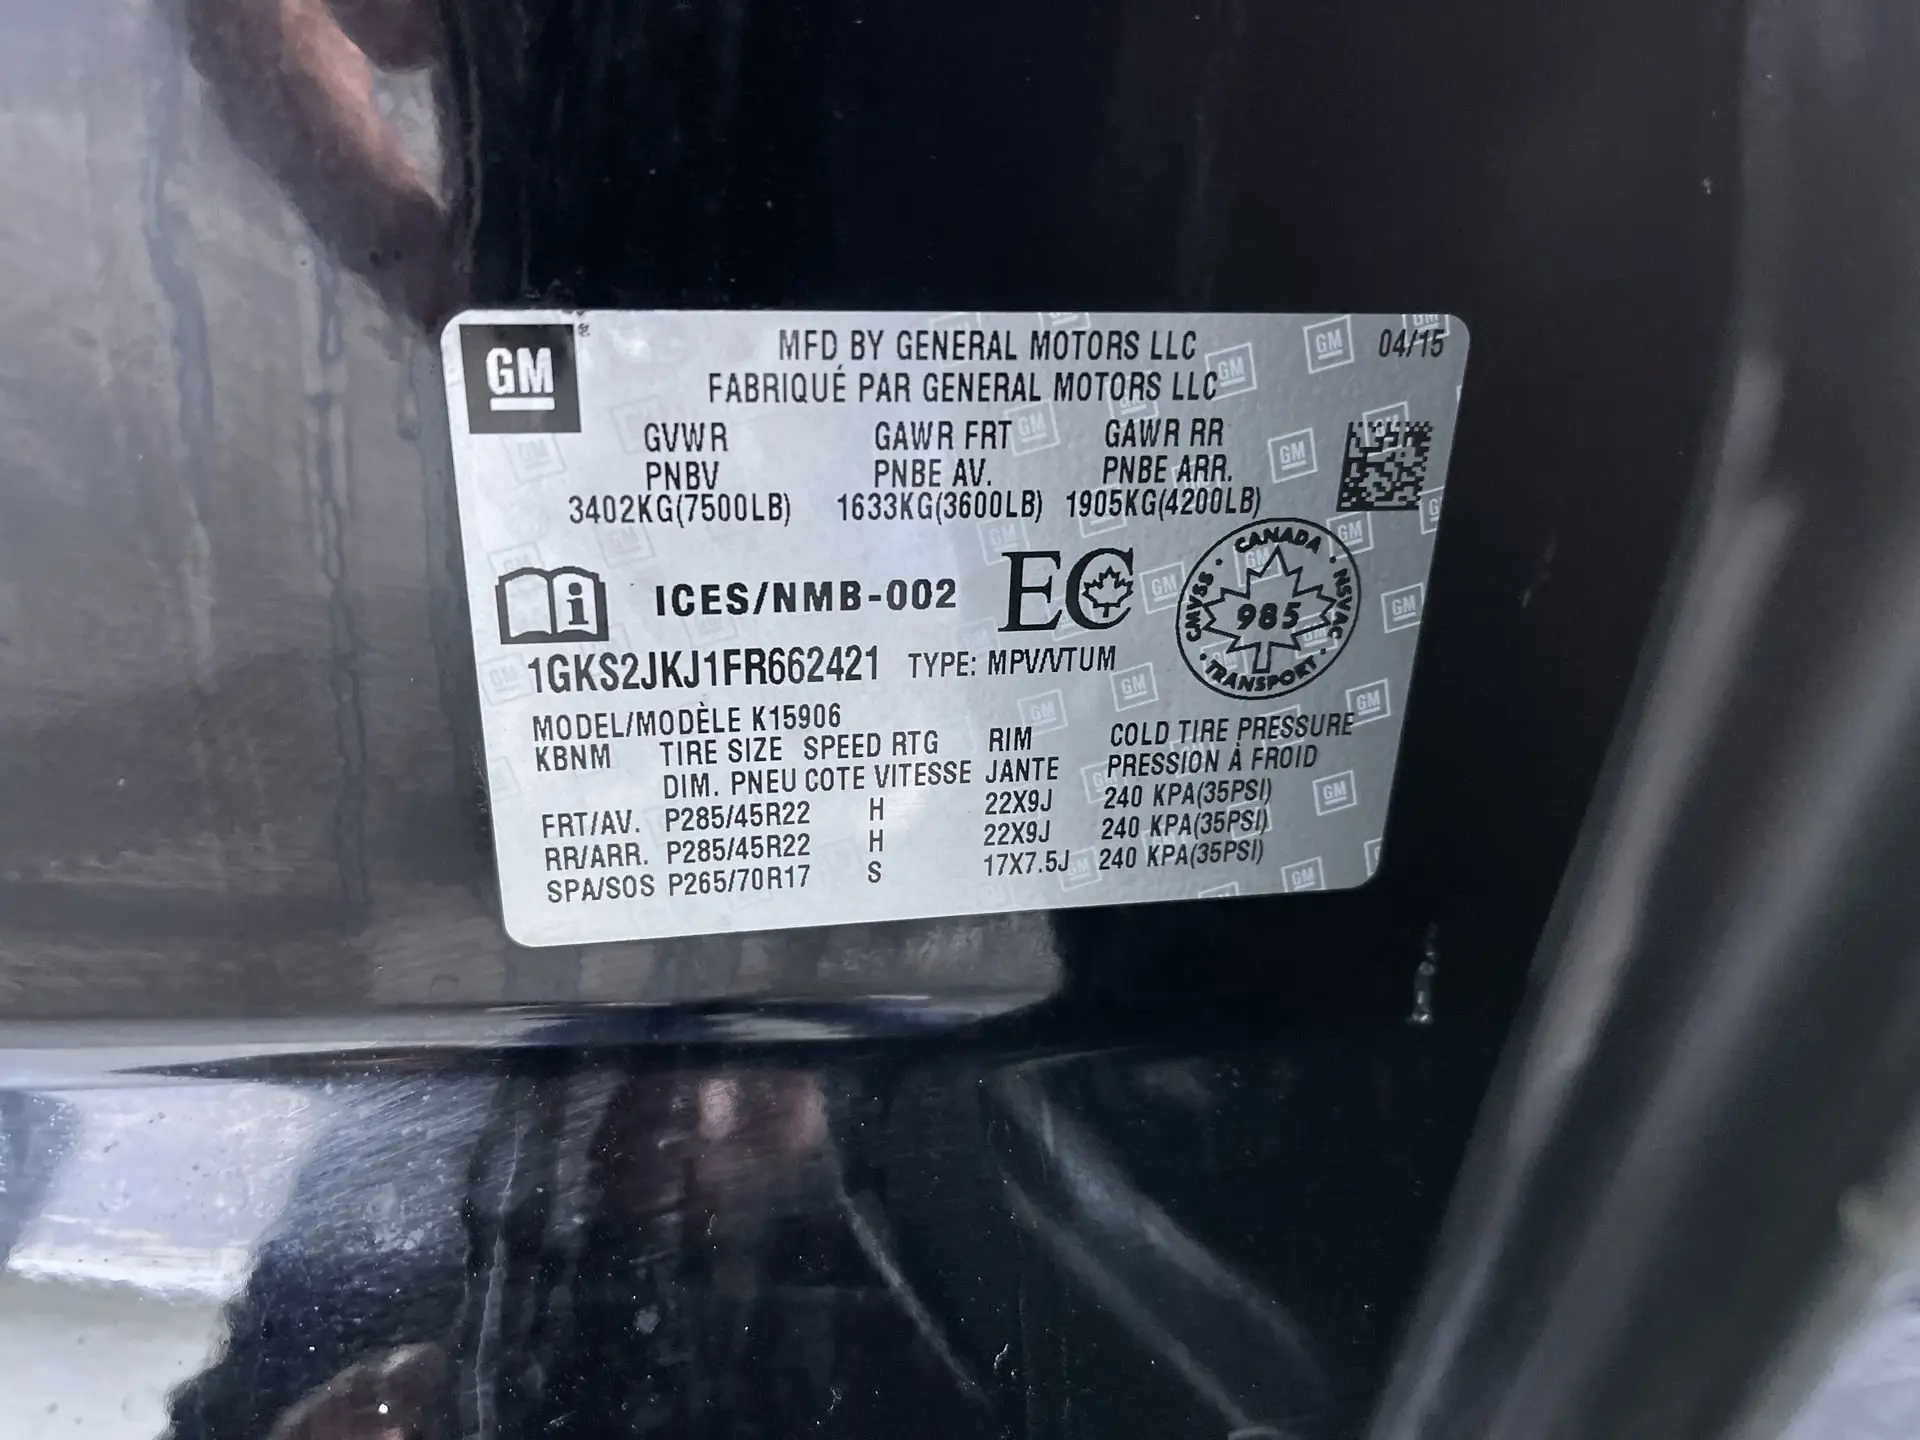 GM
MFD BY GENERAL MOTORS LLC
04/15
FABRIQUÉ PAR GENERAL MOTORS LLC
GVWR GAWR FRT GAWR RR
PNBV PNBE AV. PNBE ARR.
3402KG(7500LB) 1633KG(3600LB) 1905KG(4200LB)
i ICES/NMB-002 EC
CANADA
CMVSS 985 NSVAC
TRANSPORT
1GKS2JKJ1FR662421 TYPE: MPV/VTUM
MODEL/MODÈLE K15906
KBNM TIRE SIZE SPEED RTG RIM COLD TIRE PRESSURE
DIM. PNEU COTE VITESSE JANTE PRESSION À FROID
FRT/AV. P285/45R22 H 22X9J 240 KPA(35PSI)
RR/ARR. P285/45R22 H 22X9J 240 KPA(35PSI)
SPA/SOS P265/70R17 S 17X7.5J 240 KPA(35PSI)